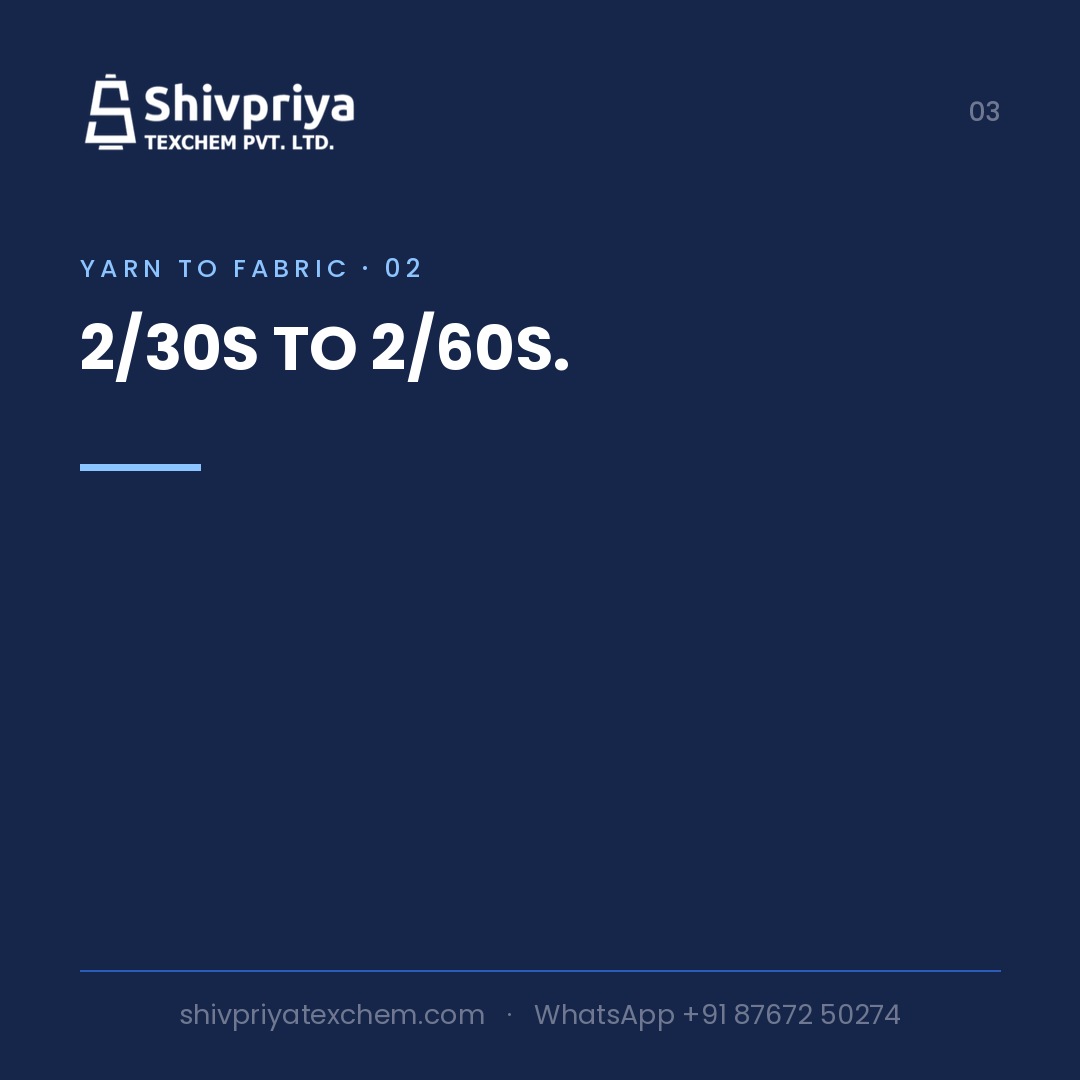 Shivpriya
TEXCHEM PVT. LTD.
03
YARN TO FABRIC · 02
2/30S TO 2/60S.
shivpriyatexchem.com · WhatsApp +91 87672 50274